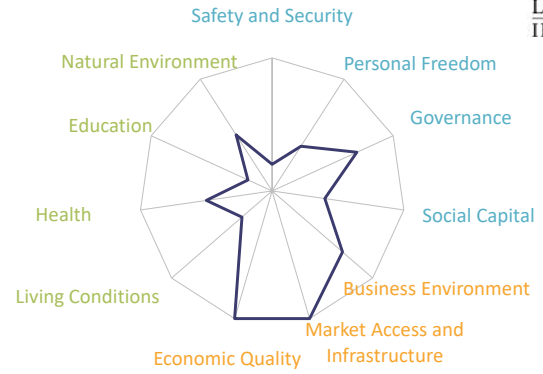 Safety and Security
Natural Environment
Personal Freedom
Education
Governance
Health
Social Capital
Business Environment
Living Conditions
Market Access and
Infrastructure
Economic Quality